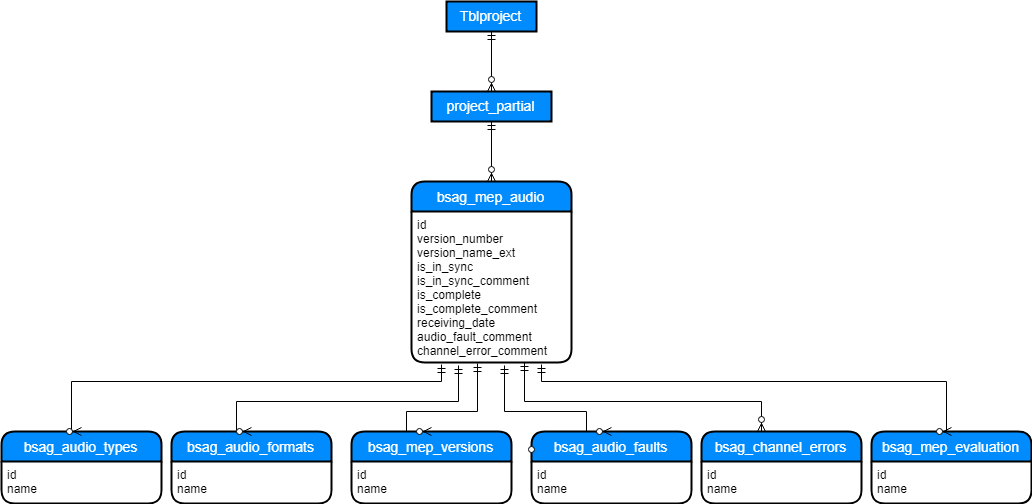 Tblproject
project_partial
bsag_mep_audio
id
version_number
version_name_ext
is_in_sync
is_in_sync_comment
is_complete
is_complete_comment
receiving_date
audio_fault_comment
channel_error_comment
bsag_audio_types
id
name
bsag_audio_formats
id
name
bsag_mep_versions
id
name
bsag_audio_faults
id
name
bsag_channel_errors
id
name
bsag_mep_evaluation
id
name